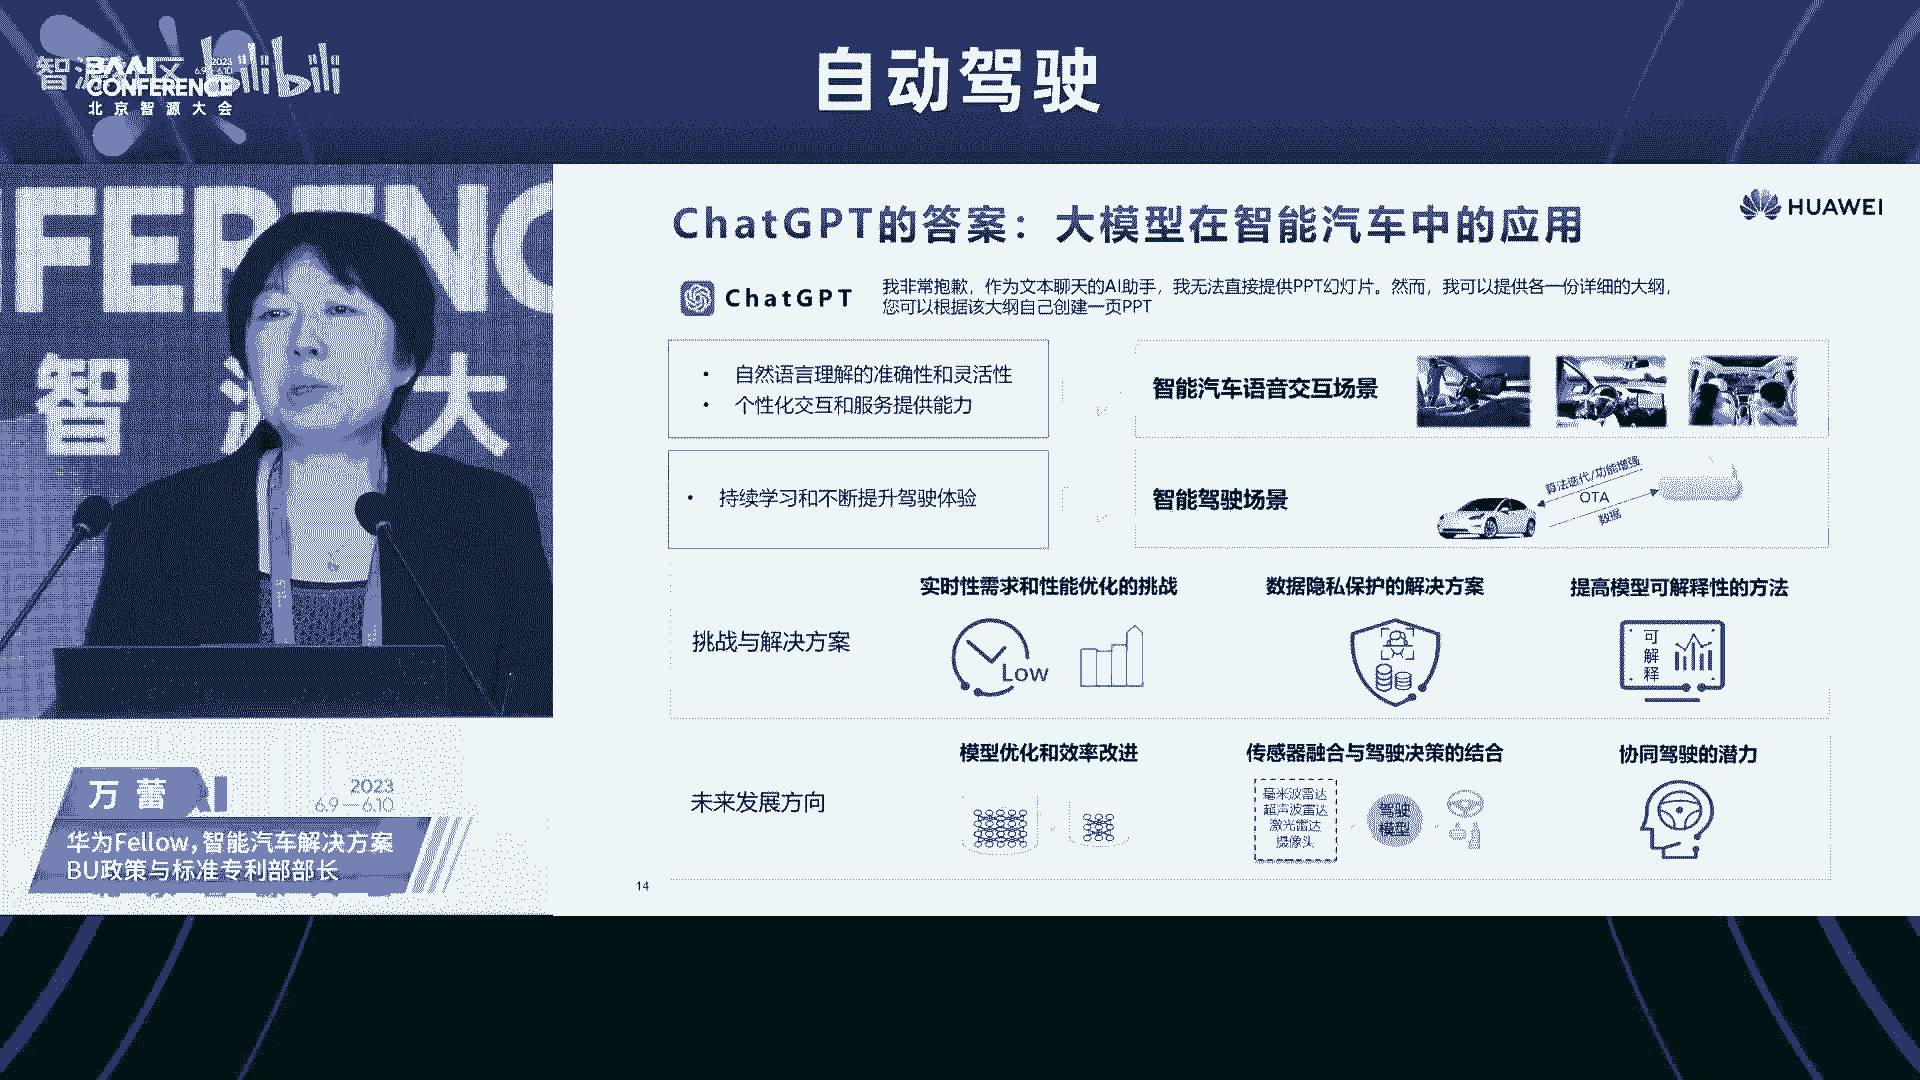 智源社区
bilibili
BAAI
2023
6.9-6.10
CONFERENCE
北京智源大会
自动驾驶
FERENC
智源大
HUAWEI
ChatGPT的答案：大模型在智能汽车中的应用
ChatGPT
我非常抱歉，作为文本聊天的AI助手，我无法直接提供PPT幻灯片。然而，我可以提供各一份详细的大纲，
您可以根据该大纲自己创建一页PPT
• 自然语言理解的准确性和灵活性
• 个性化交互和服务提供能力
智能汽车语音交互场景
• 持续学习和不断提升驾驶体验
智能驾驶场景
算法迭代/功能增强
OTA
数据
挑战与解决方案
实时性需求和性能优化的挑战
Low
数据隐私保护的解决方案
提高模型可解释性的方法
可
解
释
未来发展方向
模型优化和效率改进
传感器融合与驾驶决策的结合
毫米波雷达
超声波雷达
激光雷达
摄像头
驾驶
模型
协同驾驶的潜力
14
万蕾
AI
2023
6.9—6.10
华为Fellow，智能汽车解决方案
BU政策与标准专利部部长